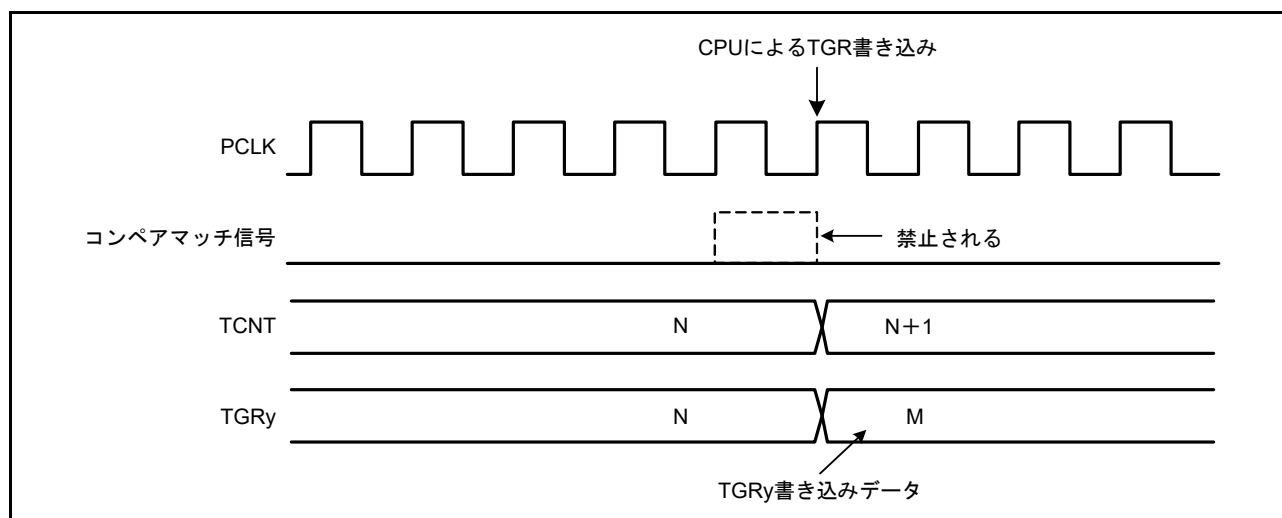 CPUによるTGR書き込み
PCLK
コンペアマッチ信号
禁止される
TCNT
N
N＋1
TGRy
N
M
TGRy書き込みデータ